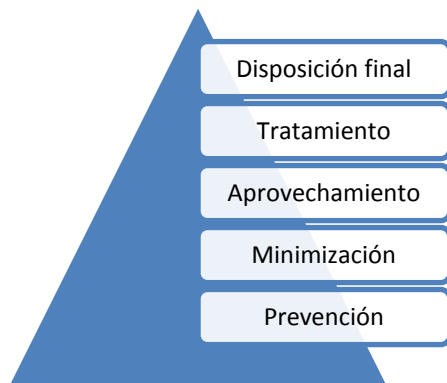 Disposición final
Tratamiento
Aprovechamiento
Minimización
Prevención